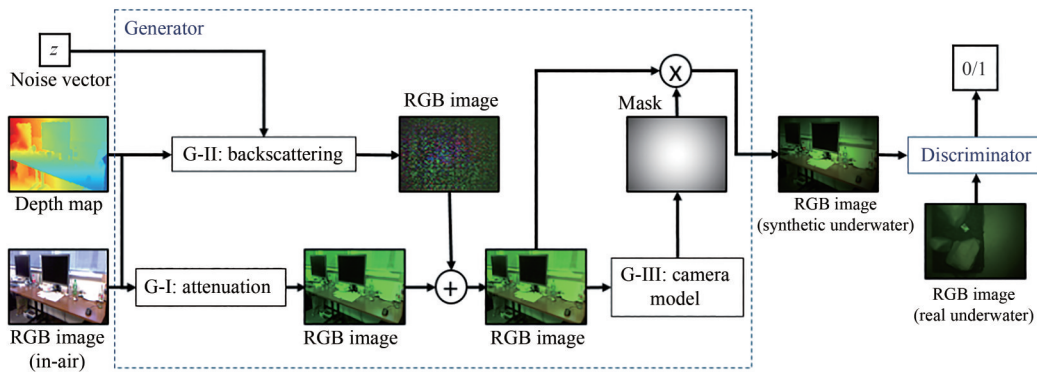 Generator
z
Noise vector
0/1
RGB image
Mask
G-II: backscattering
Discriminator
Depth map
RGB image
(synthetic underwater)
G-I: attenuation
G-III: camera
model
RGB image
(in-air)
RGB image
RGB image
RGB image
(real underwater)
X
+